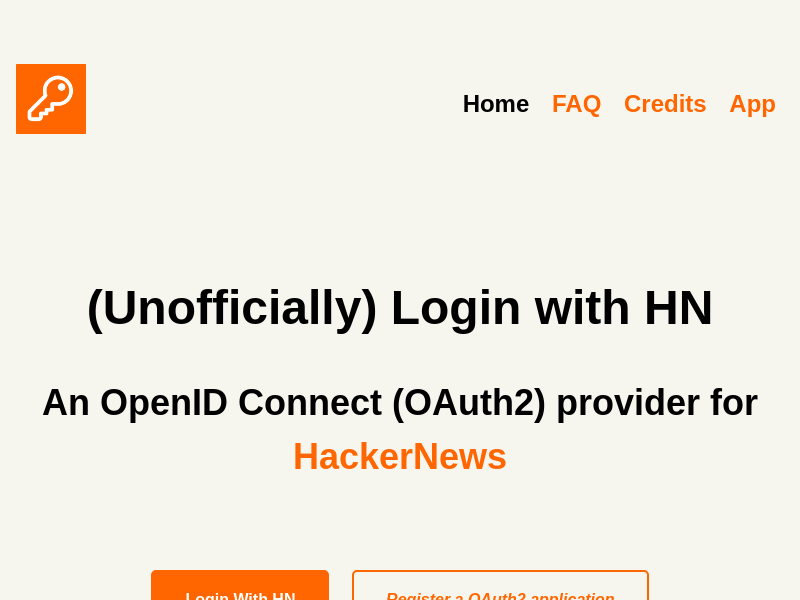 Home FAQ Credits App
(Unofficially) Login with HN
An OpenID Connect (OAuth2) provider for
HackerNews
Login With HN Register a OAuth2 application